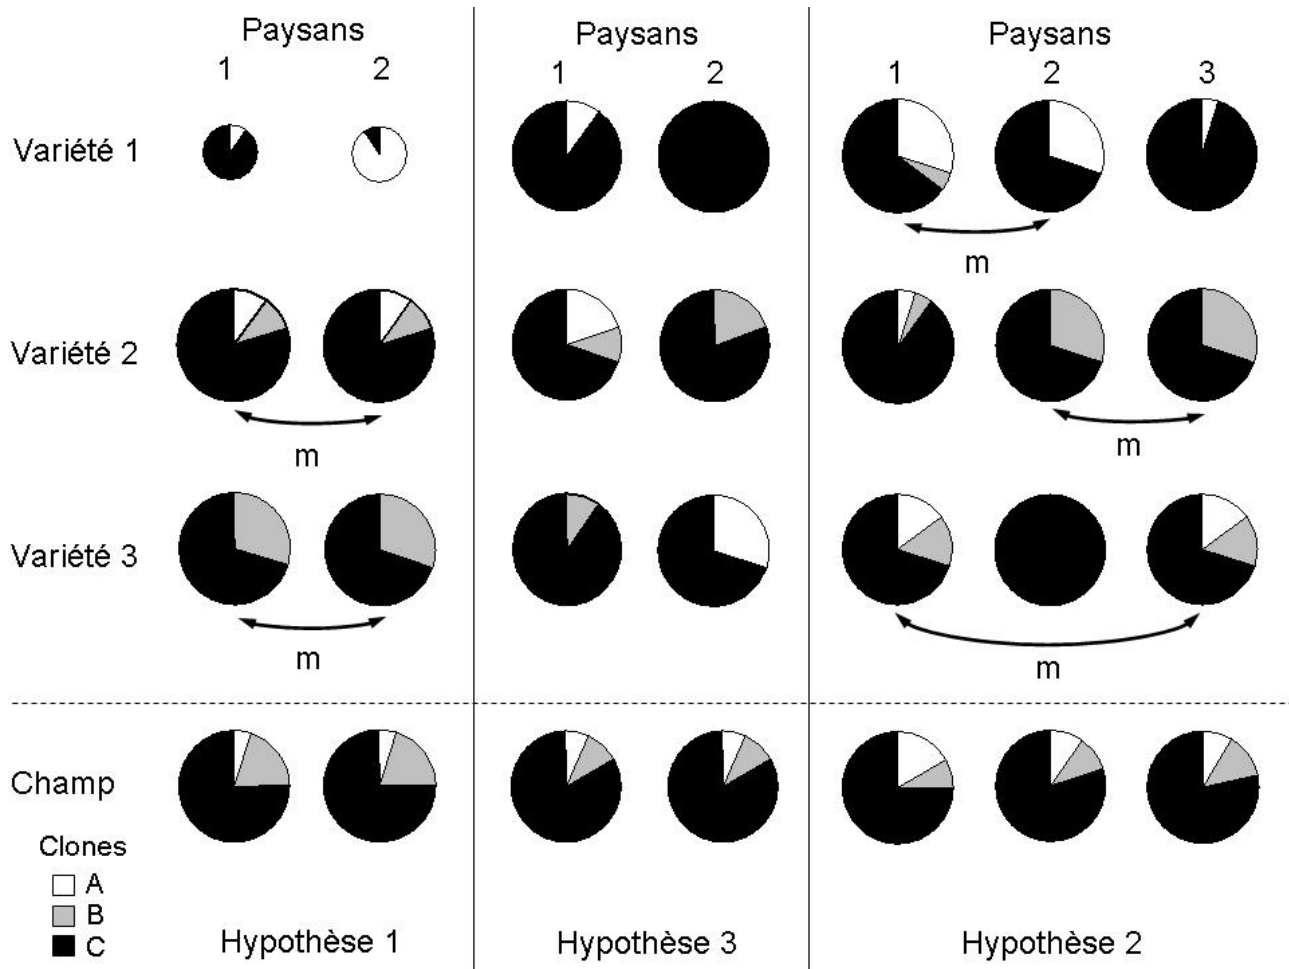 Paysans
Paysans
Paysans
1 2
1 2
1 2 3
Variété 1
m
Variété 2
m
m
Variété 3
m
m
Champ
Clones
A
B
C
Hypothèse 1
Hypothèse 3
Hypothèse 2